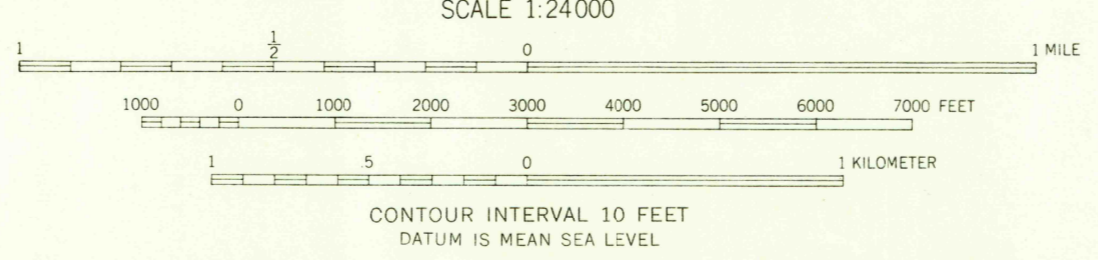 SCALE 1:24000
1 1/2 0 1 MILE
1000 0 1000 2000 3000 4000 5000 6000 7000 FEET
1 .5 0 1 KILOMETER
CONTOUR INTERVAL 10 FEET
DATUM IS MEAN SEA LEVEL